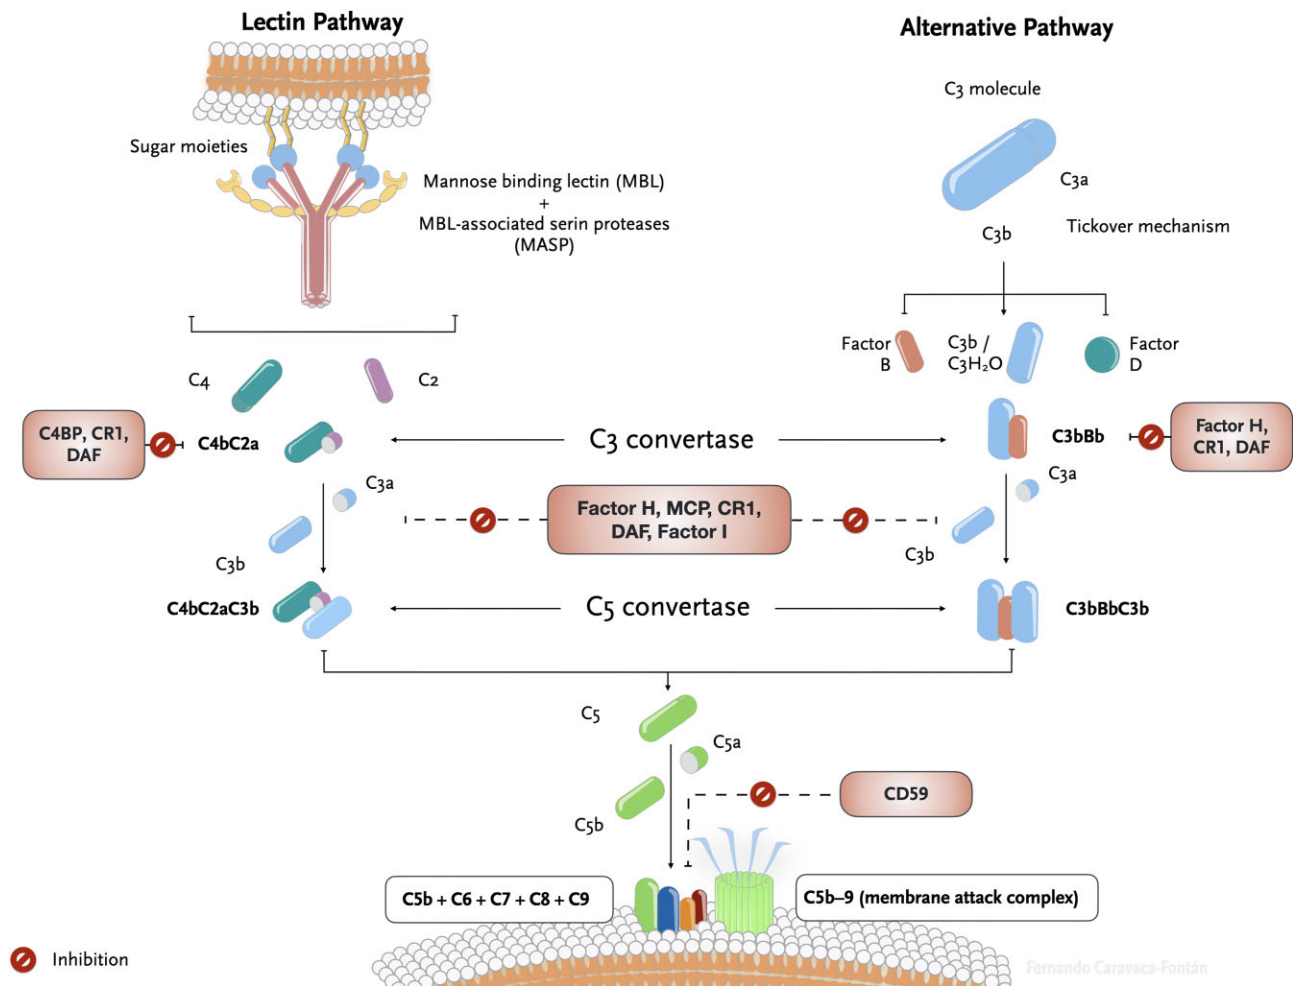 Lectin Pathway
Alternative Pathway
C3 molecule
Sugar moieties
Mannose binding lectin (MBL)
+
MBL-associated serin proteases
(MASP)
C3a
Tickover mechanism
C3b
Factor
B
C3b /
C3H₂O
Factor
D
C4
C2
C4BP, CR1,
DAF
C4bC2a
C3 convertase
C3bBb
Factor H,
CR1, DAF
C3a
C3a
Factor H, MCP, CR1,
DAF, Factor I
C3b
C3b
C4bC2aC3b
C5 convertase
C3bBbC3b
C5
C5a
CD59
C5b
C5b + C6 + C7 + C8 + C9
C5b–9 (membrane attack complex)
Inhibition
Fernando Caravaca-Fontán